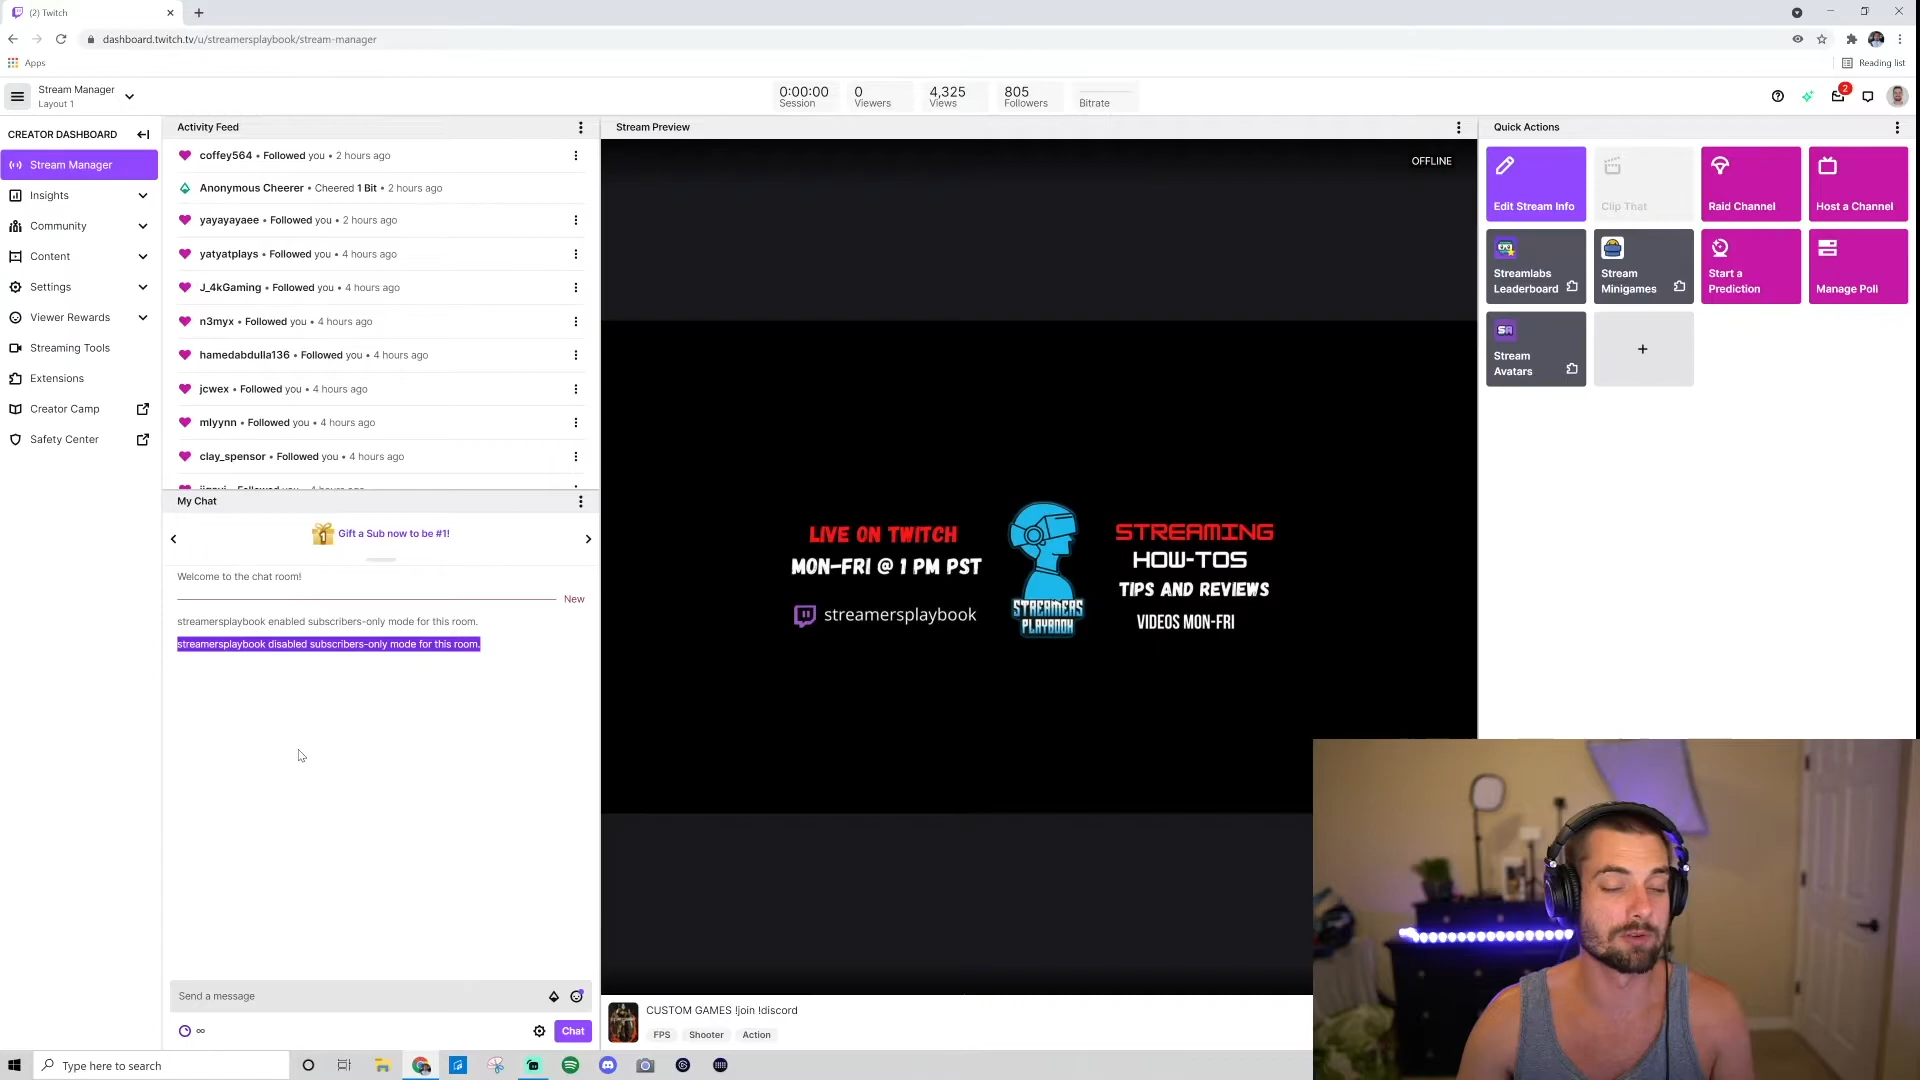 (2) Twitch
dashboard.twitch.tv/u/streamersplaybook/stream-manager
Apps
Reading list
Stream Manager
Layout 1
0:00:00
Session
0
Viewers
4,325
Views
805
Followers
Bitrate
2
CREATOR DASHBOARD
Stream Manager
Insights
Community
Content
Settings
Viewer Rewards
Streaming Tools
Extensions
Creator Camp
Safety Center
Activity Feed
coffey564 • Followed you • 2 hours ago
Anonymous Cheerer • Cheered 1 Bit • 2 hours ago
yayayayaee • Followed you • 2 hours ago
yatyatplays • Followed you • 4 hours ago
J_4kGaming • Followed you • 4 hours ago
n3myx • Followed you • 4 hours ago
hamedabdulla136 • Followed you • 4 hours ago
jcwex • Followed you • 4 hours ago
mlyynn • Followed you • 4 hours ago
clay_spensor • Followed you • 4 hours ago
My Chat
1
Gift a Sub now to be #1!
Welcome to the chat room!
New
streamersplaybook enabled subscribers-only mode for this room.
streamersplaybook disabled subscribers-only mode for this room.
Send a message
Chat
Stream Preview
OFFLINE
LIVE ON TWITCH
MON-FRI @ 1 PM PST
streamersplaybook
STREAMERS
PLAYBOOK
STREAMING
HOW-TOS
TIPS AND REVIEWS
VIDEOS MON-FRI
CUSTOM GAMES !join !discord
FPS
Shooter
Action
Quick Actions
Edit Stream Info
Clip That
Raid Channel
Host a Channel
Streamlabs
Leaderboard
Stream
Minigames
Start a
Prediction
Manage Poll
SA
Stream
Avatars
Type here to search